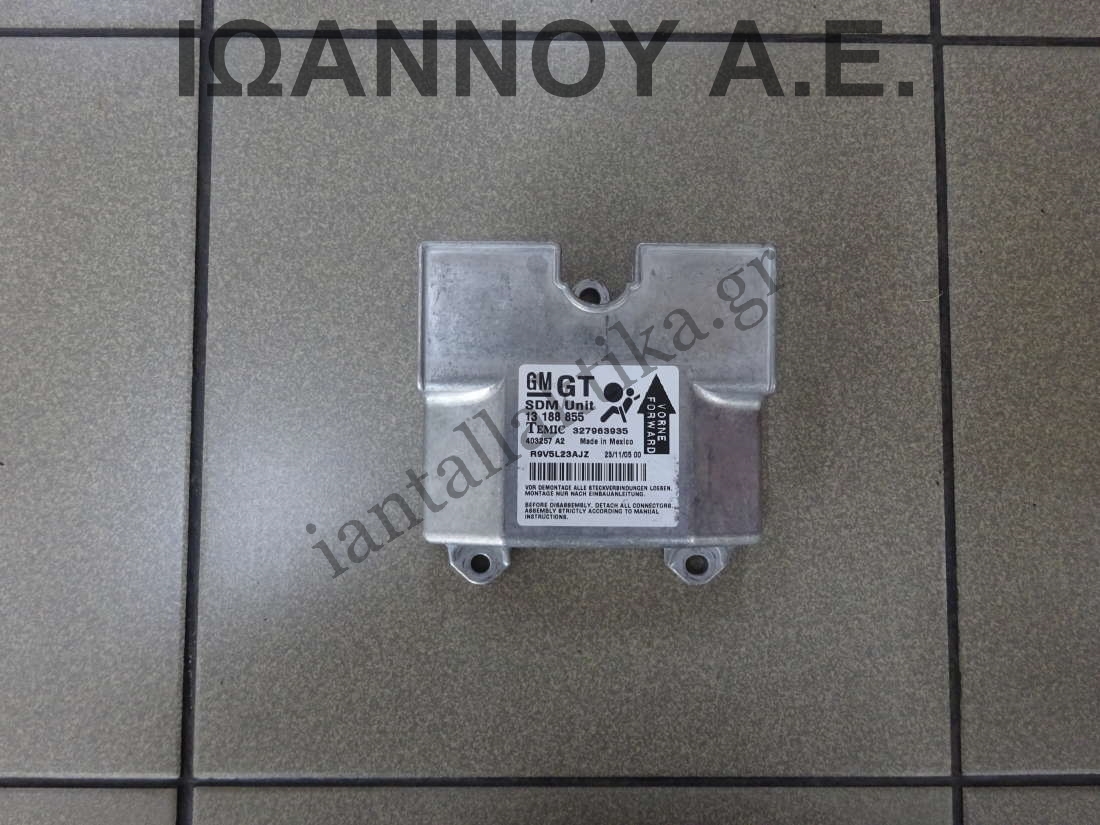 ΙΩΑΝΝΟΥ Α.Ε.
iantallaktika.gr
GM GT
SDM Unit
13 188 855
TEMIC 327963935
403257 A2 Made in Mexico
R9V5L23AJZ 23/11/05 00
VORNE
FORWARD
VOR DEMONTAGE ALLE STECKVERBINDUNGEN LOESEN.
MONTAGE NUR NACH EINBAUANLEITUNG.
BEFORE DISASSEMBLY, DETACH ALL CONNECTORS.
ASSEMBLY STRICTLY ACCORDING TO MANUAL
INSTRUCTIONS.